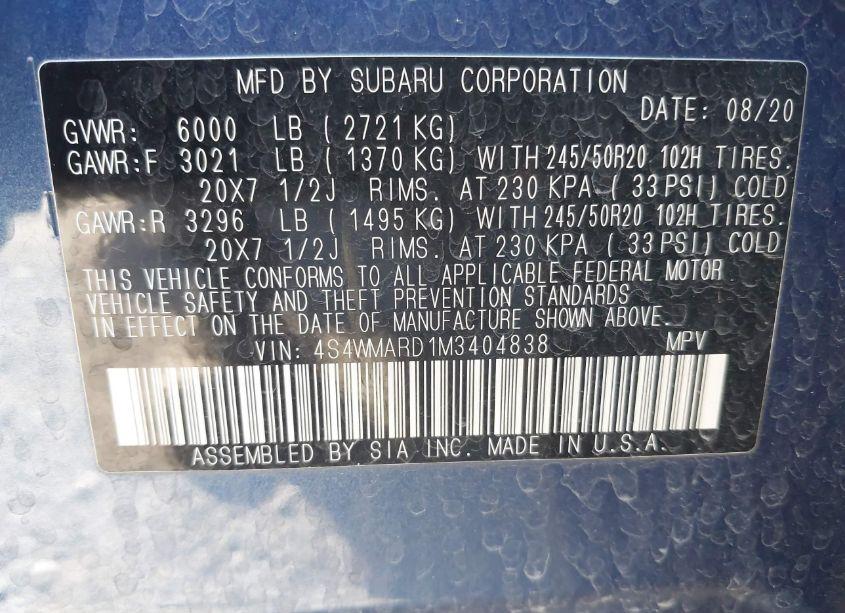 MFD BY SUBARU CORPORATION
DATE: 08/20
GVWR: 6000 LB ( 2721 KG)
GAWR:F 3021 LB ( 1370 KG) WITH 245/50R20 102H TIRES.
20X7 1/2J RIMS. AT 230 KPA ( 33 PSI) COLD
GAWR:R 3296 LB ( 1495 KG) WITH 245/50R20 102H TIRES.
20X7 1/2J RIMS. AT 230 KPA ( 33 PSI) COLD
THIS VEHICLE CONFORMS TO ALL APPLICABLE FEDERAL MOTOR
VEHICLE SAFETY AND THEFT PREVENTION STANDARDS
IN EFFECT ON THE DATE OF MANUFACTURE SHOWN ABOVE.
VIN: 4S4WMARD1M3404838 MPV
ASSEMBLED BY SIA INC. MADE IN U.S.A.